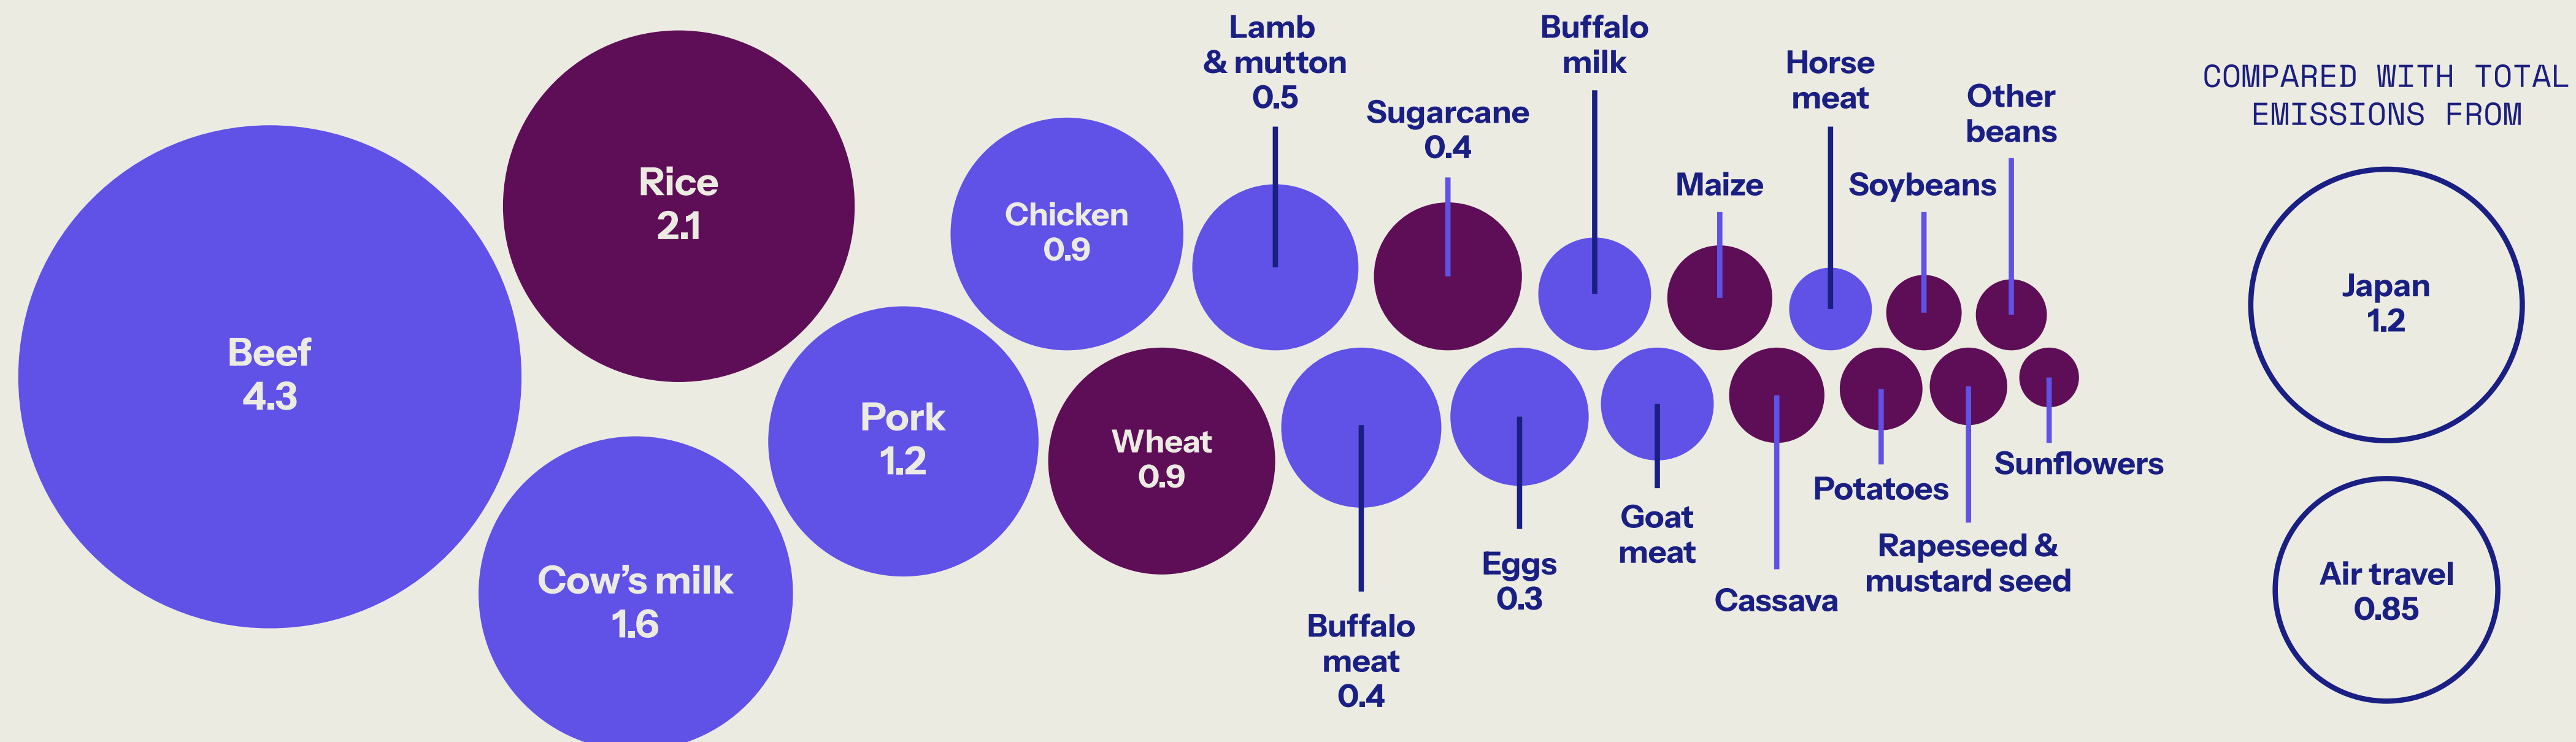 Beef
4.3
Rice
2.1
Cow’s milk
1.6
Pork
1.2
Chicken
0.9
Wheat
0.9
Lamb
& mutton
0.5
Buffalo
meat
0.4
Sugarcane
0.4
Eggs
0.3
Buffalo
milk
Goat
meat
Maize
Cassava
Horse
meat
Potatoes
Soybeans
Rapeseed &
mustard seed
Other
beans
Sunflowers
COMPARED WITH TOTAL
EMISSIONS FROM
Japan
1.2
Air travel
0.85